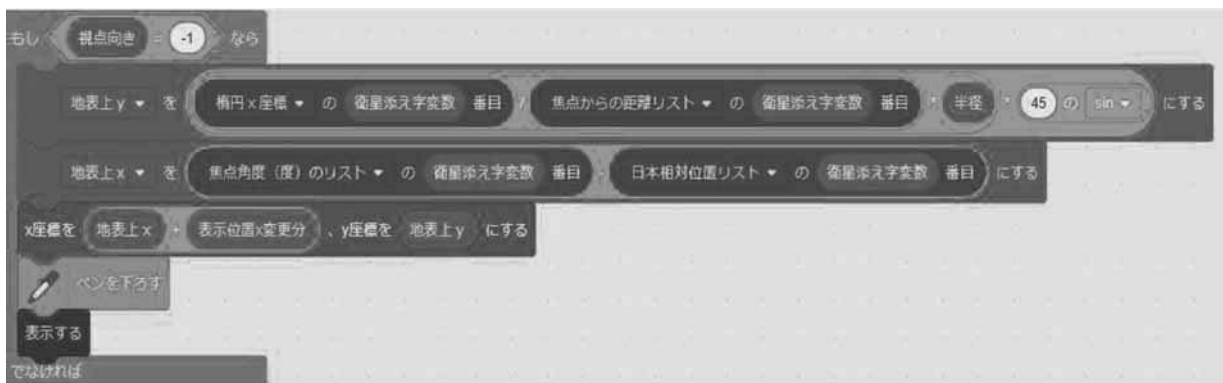 もし 視点向き = -1 なら
地表上y を 楕円x座標 の 衛星添え字変数 番目 / 焦点からの距離リスト の 衛星添え字変数 番目 * 半径 * 45 の sin にする
地表上x を 焦点角度（度）のリスト の 衛星添え字変数 番目 - 日本相対位置リスト の 衛星添え字変数 番目 にする
x座標を 地表上x + 表示位置x変更分 、y座標を 地表上y にする
ペンを下ろす
表示する
でなければ